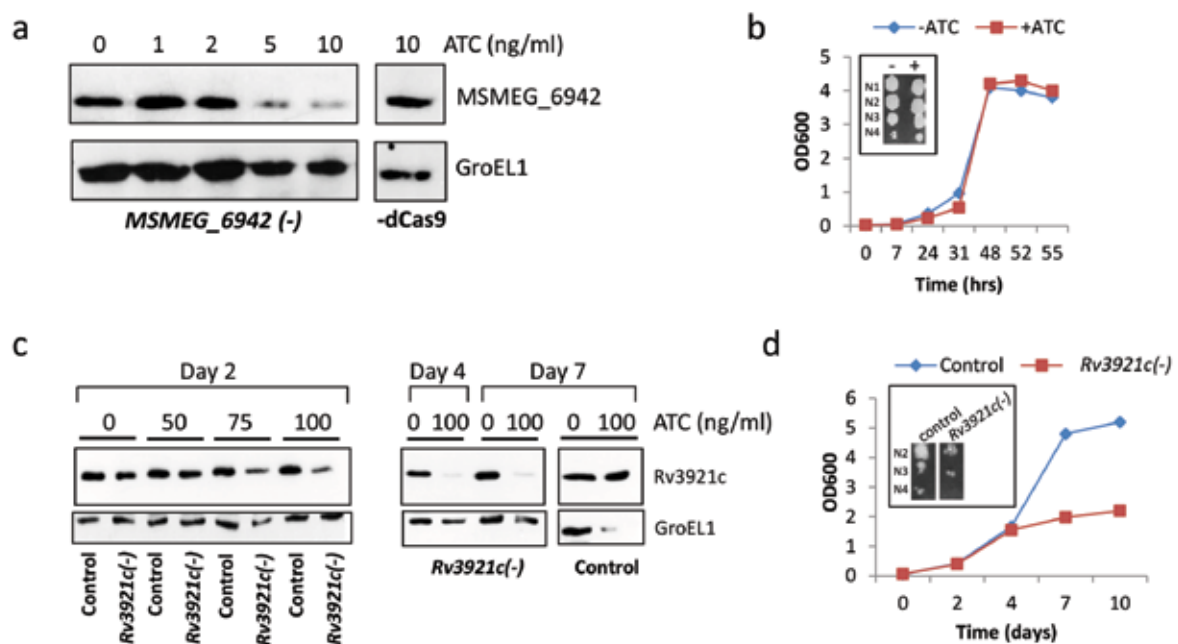 a
0 1 2 5 10 ATC (ng/ml) 10
MSMEG_6942
GroEL1
MSMEG_6942 (-) -dCas9
b
-ATC +ATC
- +
N1
N2
N3
N4
OD600
5
4
3
2
1
0
0 7 24 31 48 52 55
Time (hrs)
c
Day 2
0 50 75 100
Control Rv3921c(-) Control Rv3921c(-) Control Rv3921c(-) Control Rv3921c(-)
Day 4 Day 7
0 100 0 100 0 100 ATC (ng/ml)
Rv3921c
GroEL1
Rv3921c(-) Control
d
Control Rv3921c(-)
control Rv3921c(-)
N2
N3
N4
OD600
6
5
4
3
2
1
0
0 2 4 7 10
Time (days)